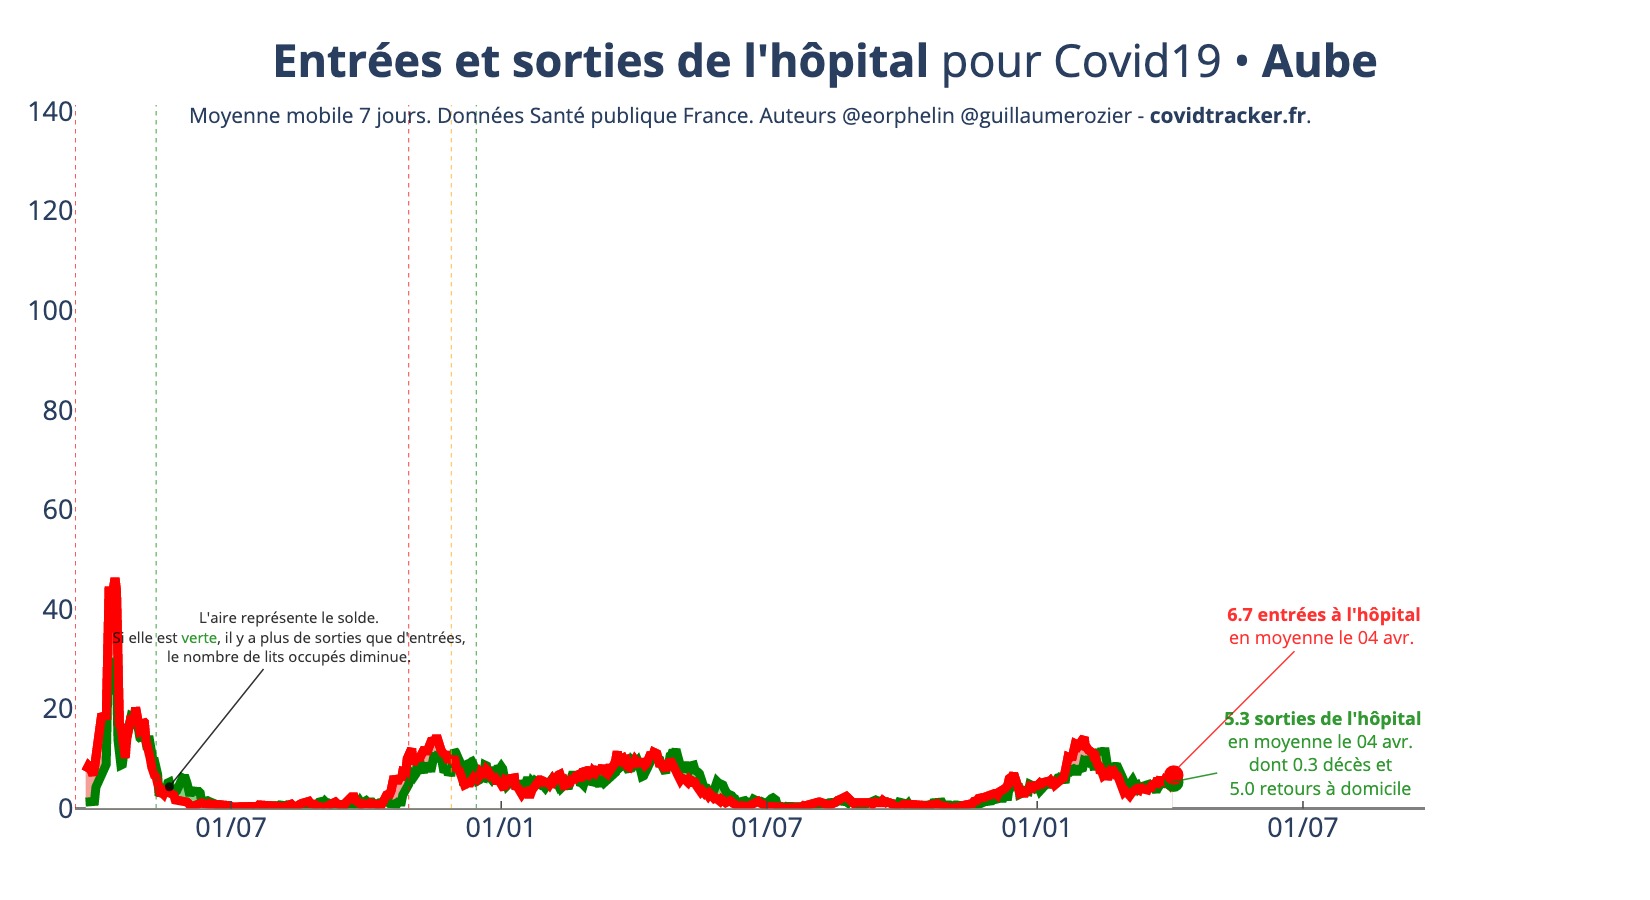 Entrées et sorties de l'hôpital pour Covid19 • Aube
Moyenne mobile 7 jours. Données Santé publique France. Auteurs @eorphelin @guillaumerozier - covidtracker.fr.
140
120
100
80
60
40
20
0
L'aire représente le solde.
Si elle est verte, il y a plus de sorties que d'entrées,
le nombre de lits occupés diminue.
6.7 entrées à l'hôpital
en moyenne le 04 avr.
5.3 sorties de l'hôpital
en moyenne le 04 avr.
dont 0.3 décès et
5.0 retours à domicile
01/07
01/01
01/07
01/01
01/07